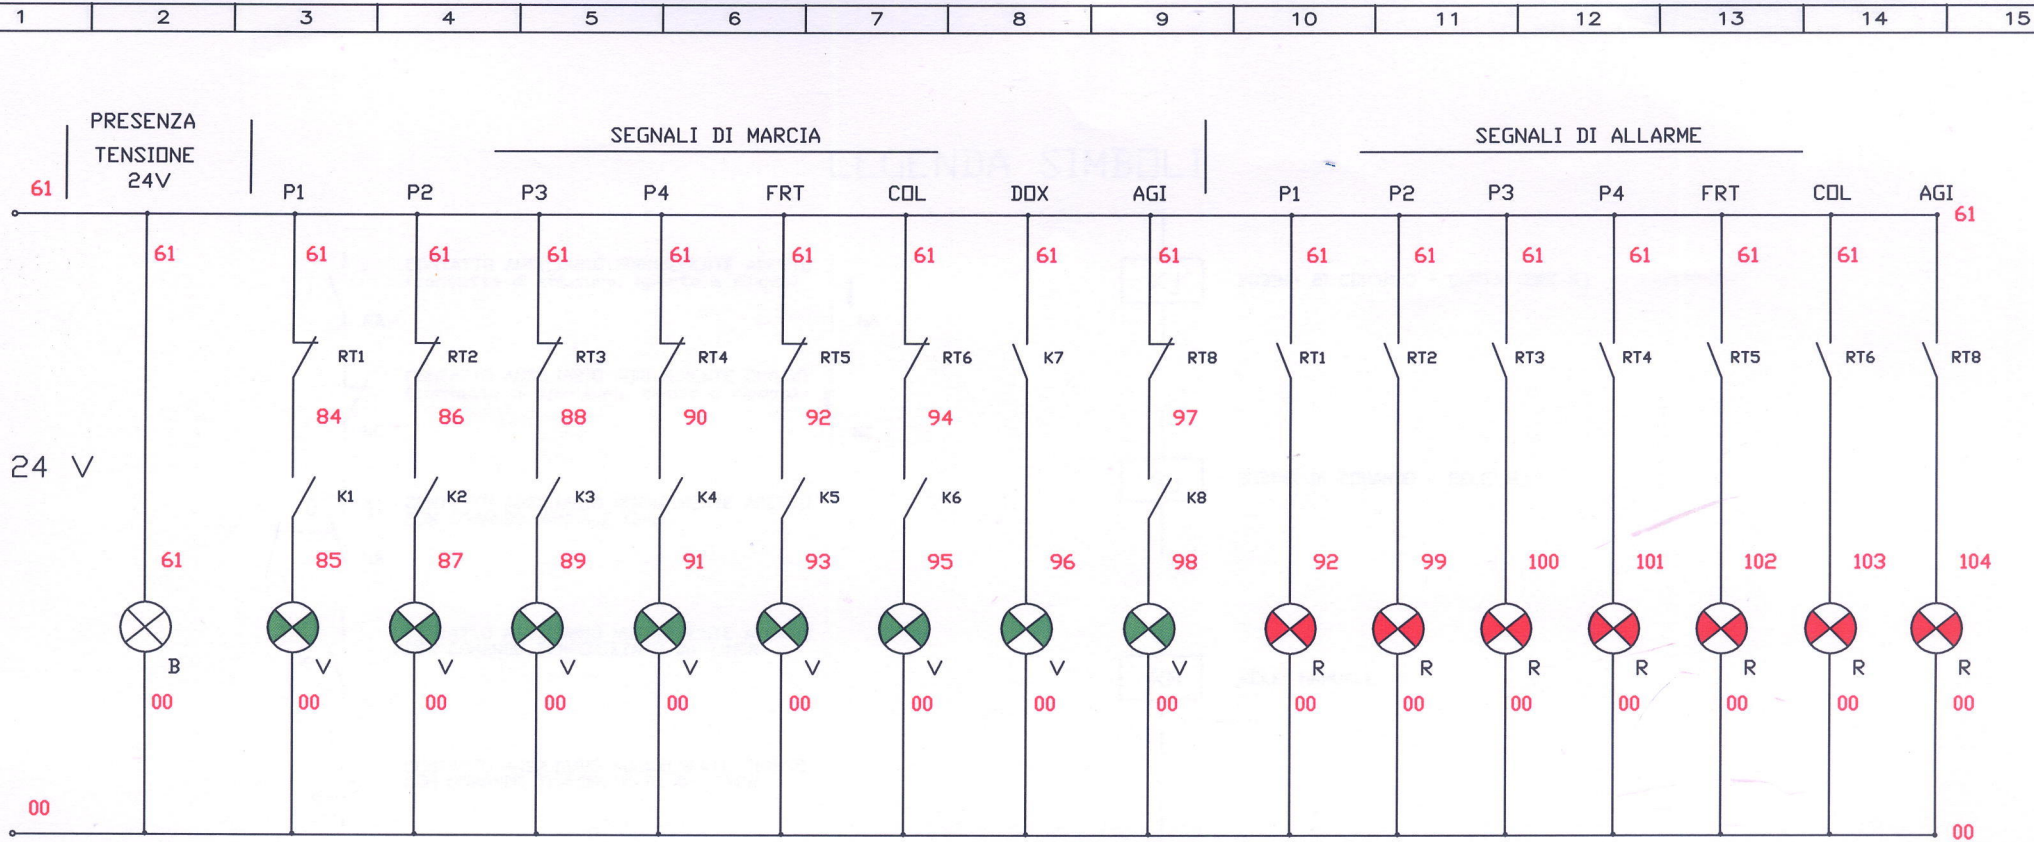 1 2 3 4 5 6 7 8 9 10 11 12 13 14 15
PRESENZA
TENSIONE
24V
SEGNALI DI MARCIA
SEGNALI DI ALLARME
61 P1 P2 P3 P4 FRT COL DOX AGI P1 P2 P3 P4 FRT COL AGI
61
61 61 61 61 61 61 61 61 61 61 61 61 61 61 61
RT1 RT2 RT3 RT4 RT5 RT6 K7 RT8 RT1 RT2 RT3 RT4 RT5 RT6 RT8
84 86 88 90 92 94 97
24 V
K1 K2 K3 K4 K5 K6 K8
61 85 87 89 91 93 95 96 98 92 99 100 101 102 103 104
B V V V V V V V V R R R R R R R
00 00 00 00 00 00 00 00 00 00 00 00 00 00 00 00
00
00
LEGENDA SIMBOLI